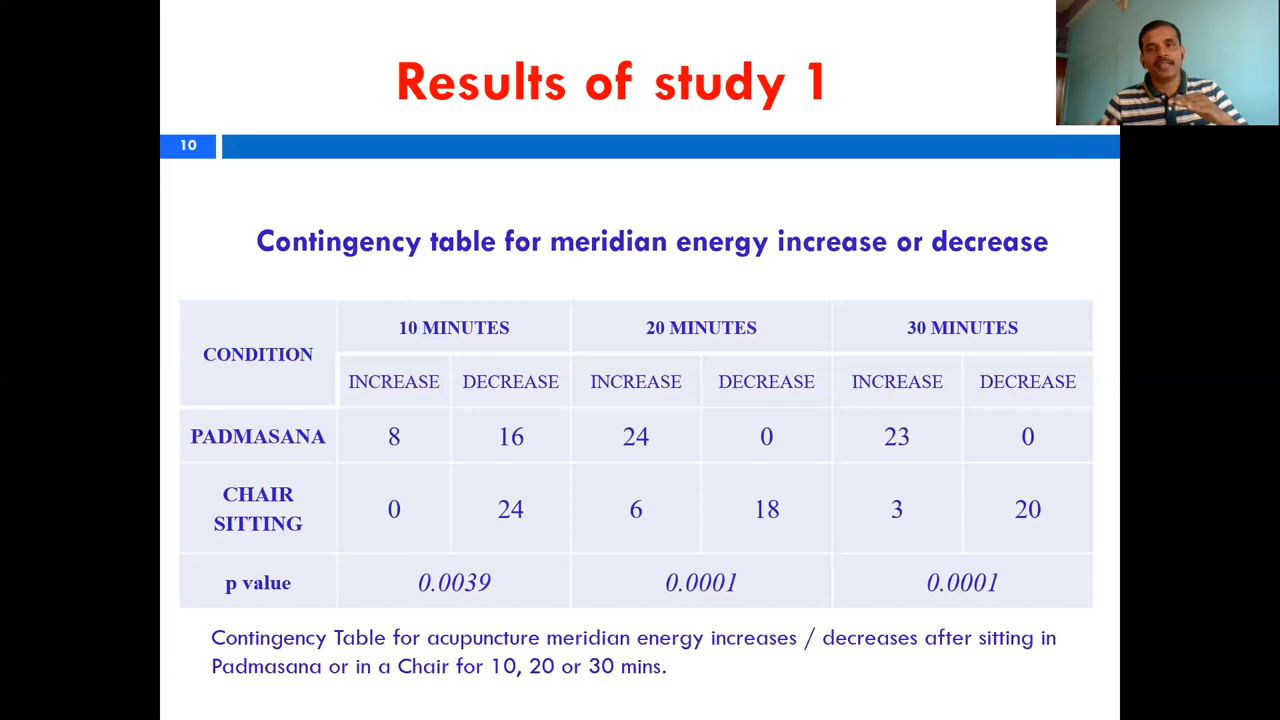 Results of study 1
10
Contingency table for meridian energy increase or decrease
CONDITION
10 MINUTES 20 MINUTES 30 MINUTES
INCREASE DECREASE INCREASE DECREASE INCREASE DECREASE
PADMASANA 8 16 24 0 23 0
CHAIR
SITTING
0 24 6 18 3 20
p value 0.0039 0.0001 0.0001
Contingency Table for acupuncture meridian energy increases / decreases after sitting in
Padmasana or in a Chair for 10, 20 or 30 mins.